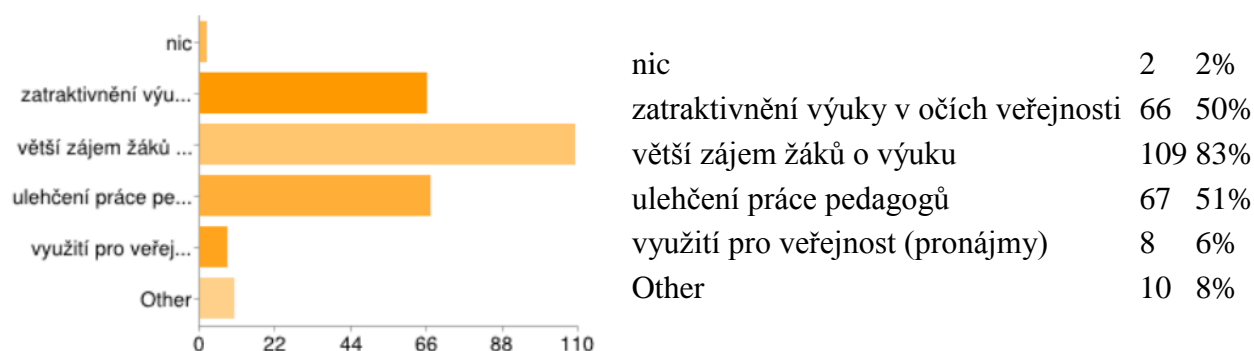 nic
zatraktivnění výu...
větší zájem žáků ...
ulehčení práce pe...
využití pro veřej...
Other
0 22 44 66 88 110
nic 2 2%
zatraktivnění výuky v očích veřejnosti 66 50%
větší zájem žáků o výuku 109 83%
ulehčení práce pedagogů 67 51%
využití pro veřejnost (pronájmy) 8 6%
Other 10 8%